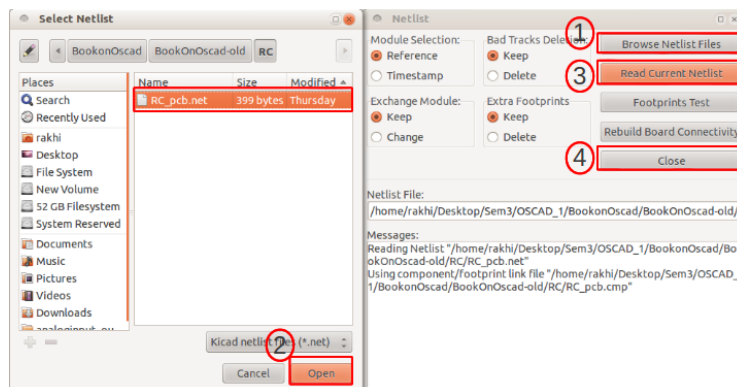 Select Netlist
BookonOscad
BookOnOscad-old
RC
Places
Search
Recently Used
rakhi
Desktop
File System
New Volume
52 GB Filesystem
System Reserved
Documents
Music
Pictures
Videos
Downloads
Name Size Modified
RC_pcb.net 399 bytes Thursday
Kicad netlist files (*.net)
2
Cancel
Open
Netlist
Module Selection:
Reference
Timestamp
Bad Tracks Deletion:
Keep
Delete
Exchange Module:
Keep
Change
Extra Footprints
Keep
Delete
1
Browse Netlist Files
3
Read Current Netlist
Footprints Test
Rebuild Board Connectivity
4
Close
Netlist File:
/home/rakhi/Desktop/Sem3/OSCAD_1/BookonOscad/BookOnOscad-old/
Messages:
Reading Netlist "/home/rakhi/Desktop/Sem3/OSCAD_1/BookonOscad/Bo
okOnOscad-old/RC/RC_pcb.net"
Using component/footprint link file "/home/rakhi/Desktop/Sem3/OSCAD_
1/BookonOscad/BookOnOscad-old/RC/RC_pcb.cmp"